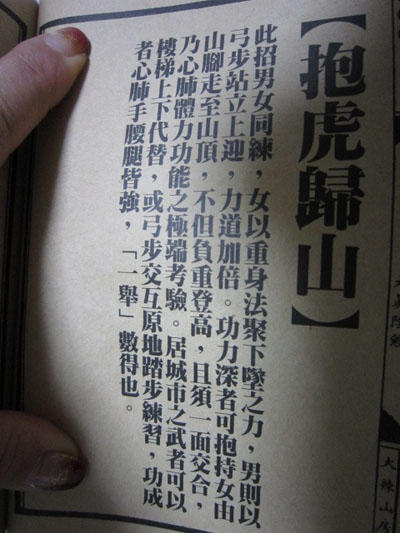 【抱虎歸山】
此招男女同練，女以重身法聚下墜之力，男則以
弓步站立上迎，力道加倍。功力深者可抱持女由
山腳走至山頂，不但負重登高，且須一面交合，
乃心肺體力功能之極端考驗。居城市之武者可以
樓梯上下代替，或弓步交互原地踏步練習，功成
者心肺手腰腿皆強，「一舉」數得也。
大辣山房